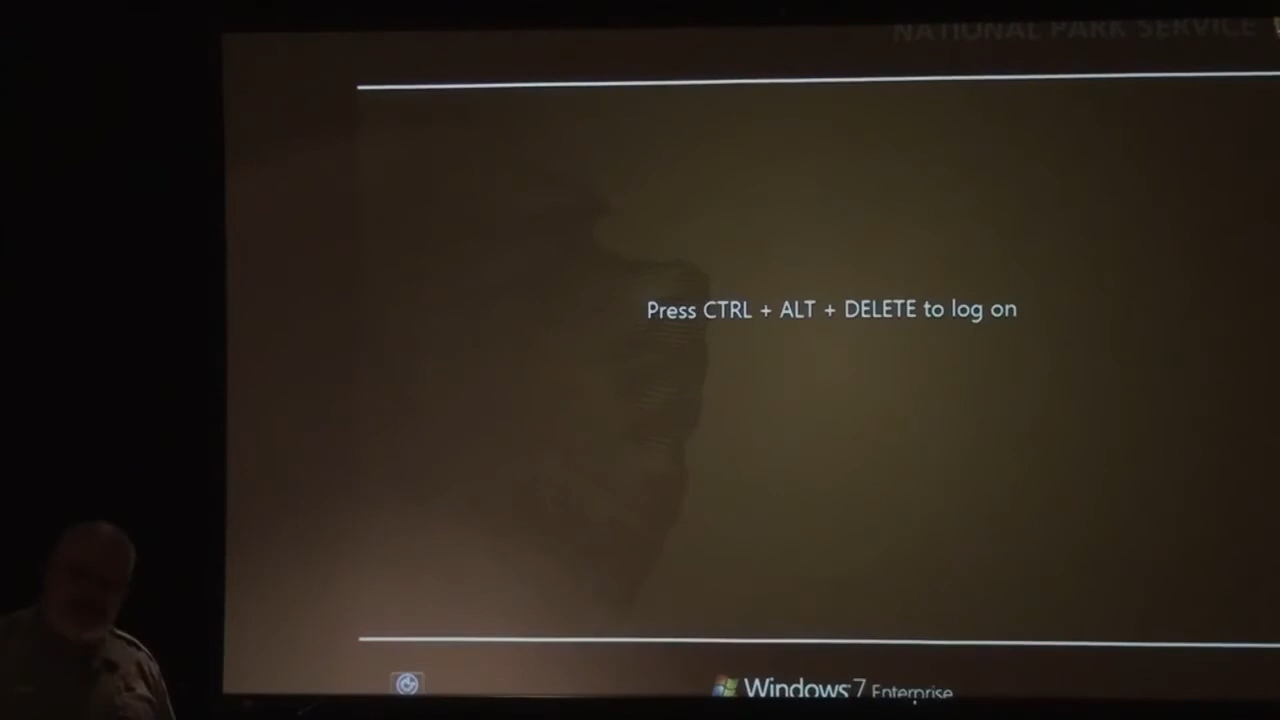 NATIONAL PARK SERVICE
Press CTRL + ALT + DELETE to log on
Windows 7 Enterprise